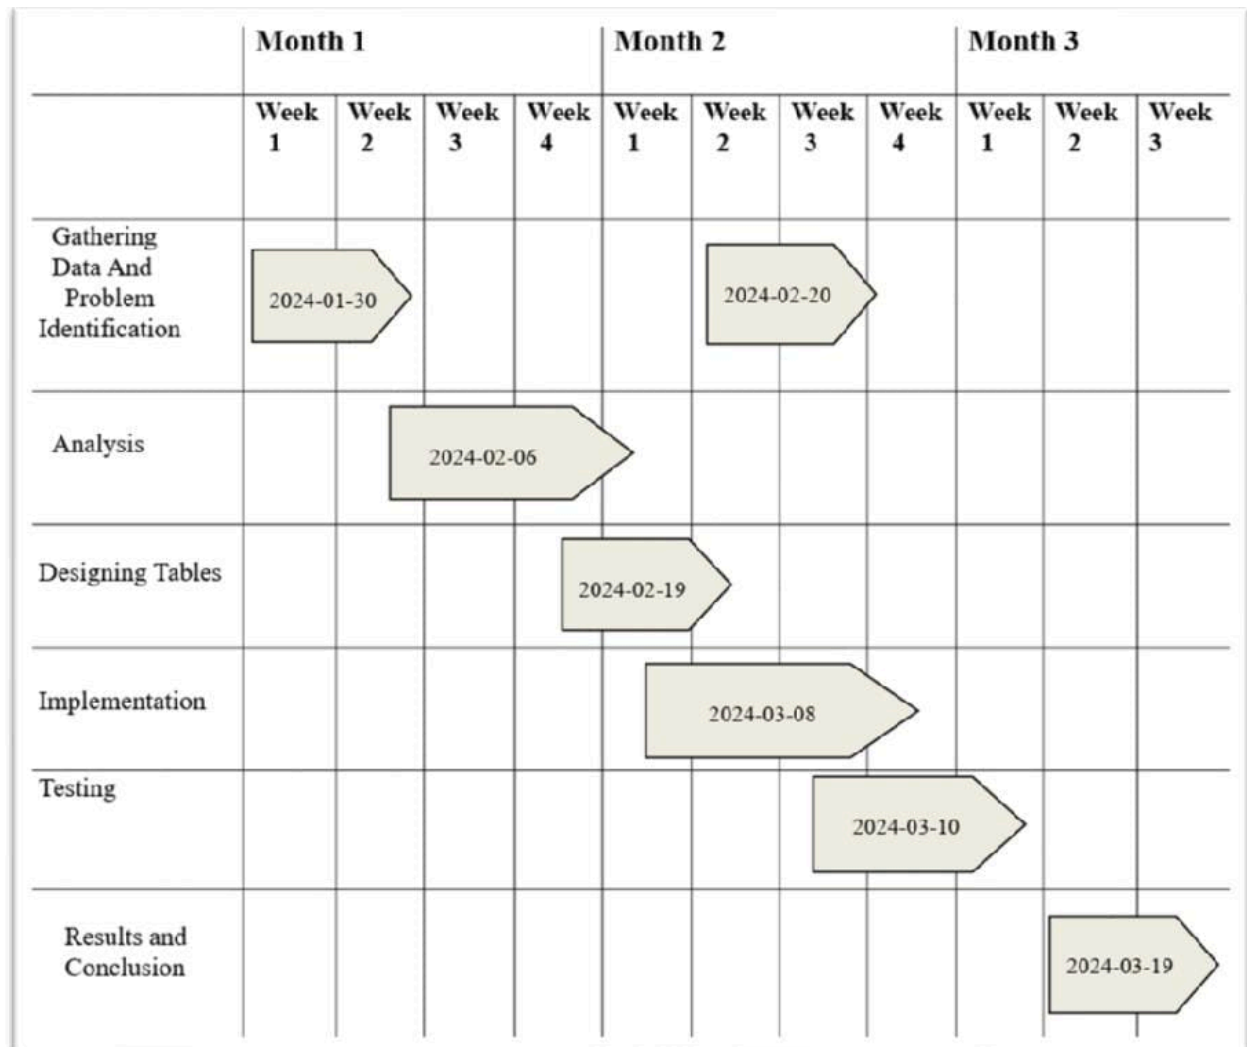 Month 1
Month 2
Month 3
Week
1
Week
2
Week
3
Week
4
Week
1
Week
2
Week
3
Week
4
Week
1
Week
2
Week
3
Gathering
Data And
Problem
Identification
2024-01-30
2024-02-20
Analysis
2024-02-06
Designing Tables
2024-02-19
Implementation
2024-03-08
Testing
2024-03-10
Results and
Conclusion
2024-03-19